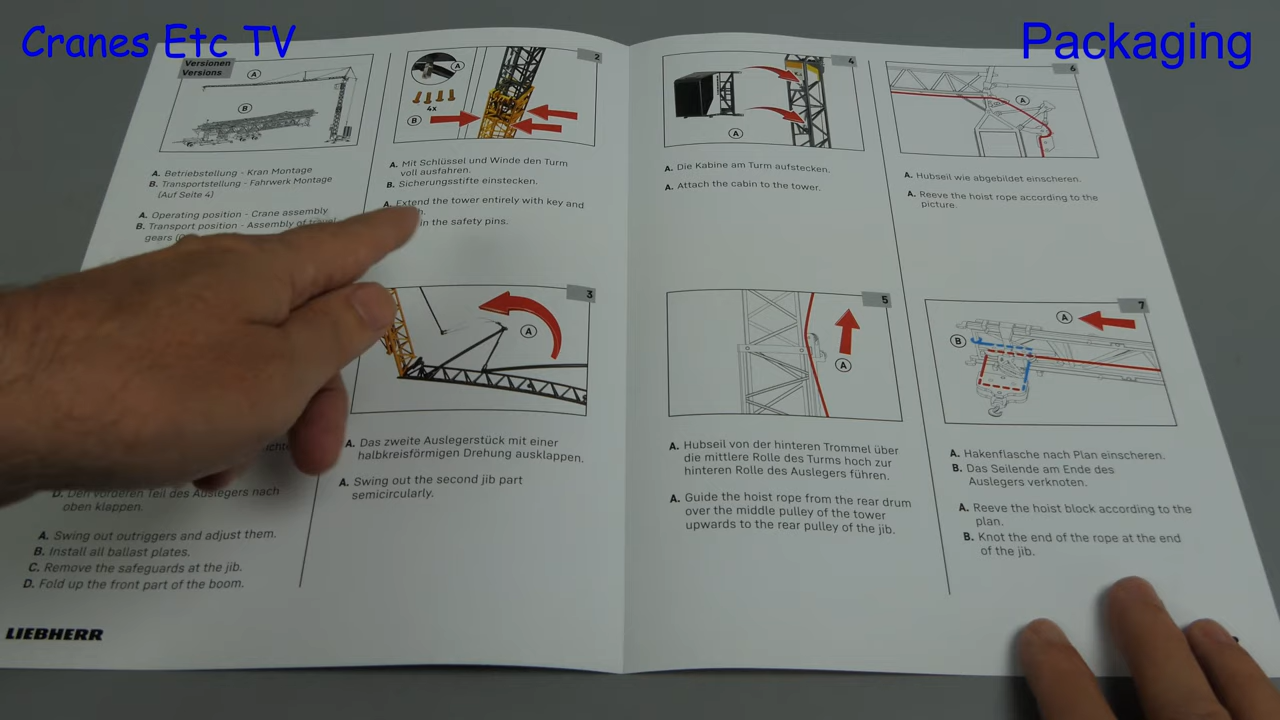 Cranes Etc TV
Packaging
Versionen
Versions
A
B
A. Betriebstellung - Kran Montage
B. Transportstellung - Fahrwerk Montage
(Auf Seite 4)
A. Operating position - Crane assembly
B. Transport position - Assembly of travel
gears
D. Den vorderen Teil des Auslegers nach
oben klappen.
A. Swing out outriggers and adjust them.
B. Install all ballast plates.
C. Remove the safeguards at the jib.
D. Fold up the front part of the boom.
LIEBHERR
2
A
4x
B
A. Mit Schlüssel und Winde den Turm
voll ausfahren.
B. Sicherungsstifte einstecken.
A. Extend the tower entirely with key and
in the safety pins.
3
A
A. Das zweite Auslegerstück mit einer
halbkreisförmigen Drehung ausklappen.
A. Swing out the second jib part
semicircularly.
4
A
A. Die Kabine am Turm aufstecken.
A. Attach the cabin to the tower.
5
A
A. Hubseil von der hinteren Trommel über
die mittlere Rolle des Turms hoch zur
hinteren Rolle des Auslegers führen.
A. Guide the hoist rope from the rear drum
over the middle pulley of the tower
upwards to the rear pulley of the jib.
6
A
A. Hubseil wie abgebildet einscheren.
A. Reeve the hoist rope according to the
picture.
7
A
B
A. Hakenflasche nach Plan einscheren.
B. Das Seilende am Ende des
Auslegers verknoten.
A. Reeve the hoist block according to the
plan.
B. Knot the end of the rope at the end
of the jib.